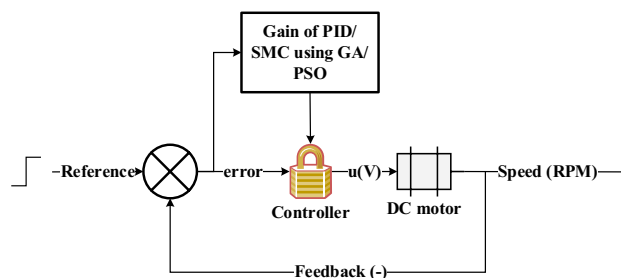 Gain of PID/
SMC using GA/
PSO
Reference
error
u(V)
Speed (RPM)
Controller
DC motor
Feedback (-)